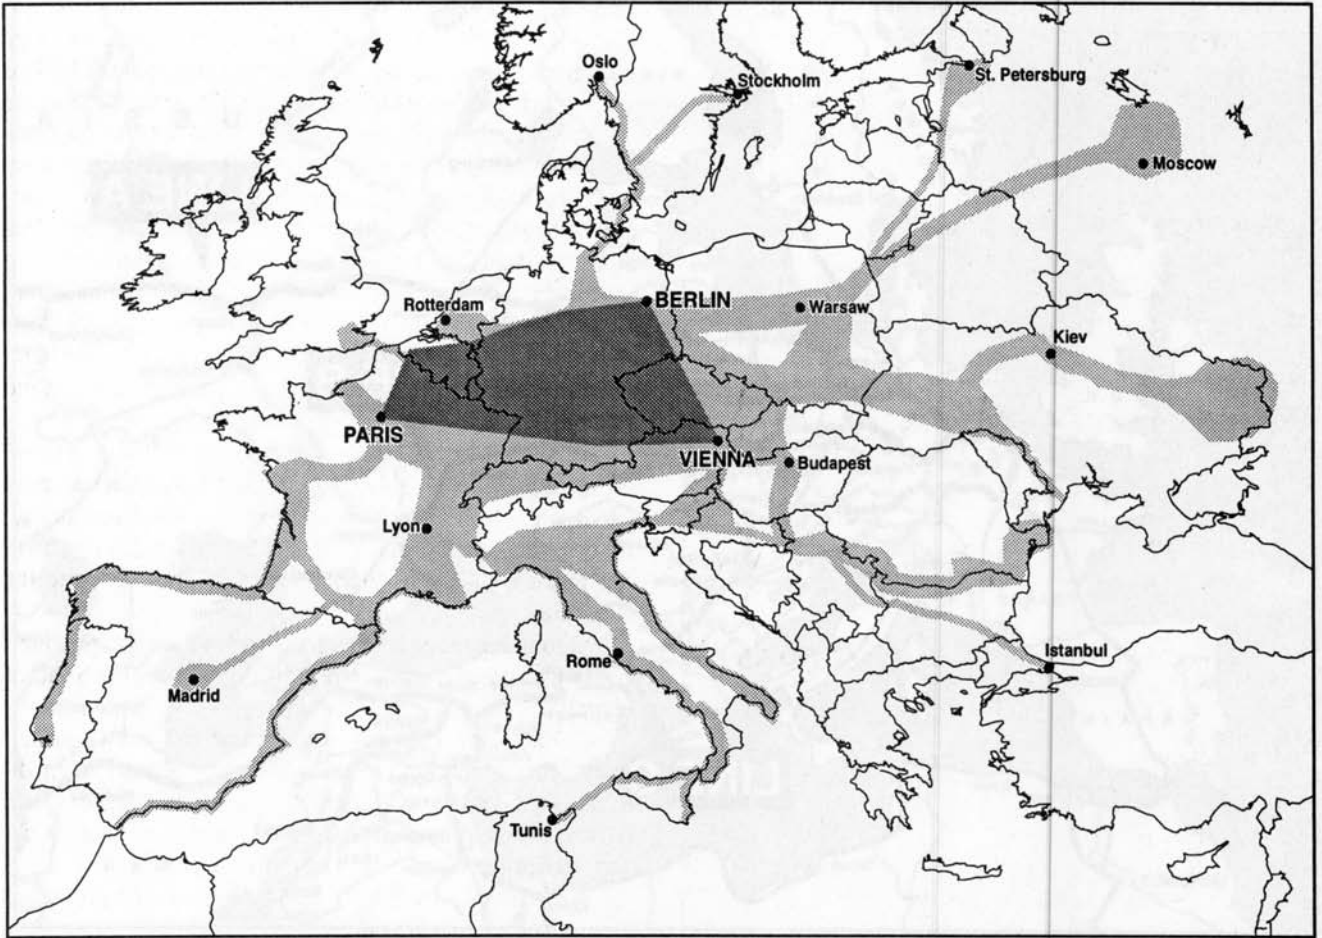 Oslo
Stockholm
St. Petersburg
Moscow
Rotterdam
BERLIN
Warsaw
Kiev
PARIS
VIENNA
Budapest
Lyon
Rome
Istanbul
Madrid
Tunis